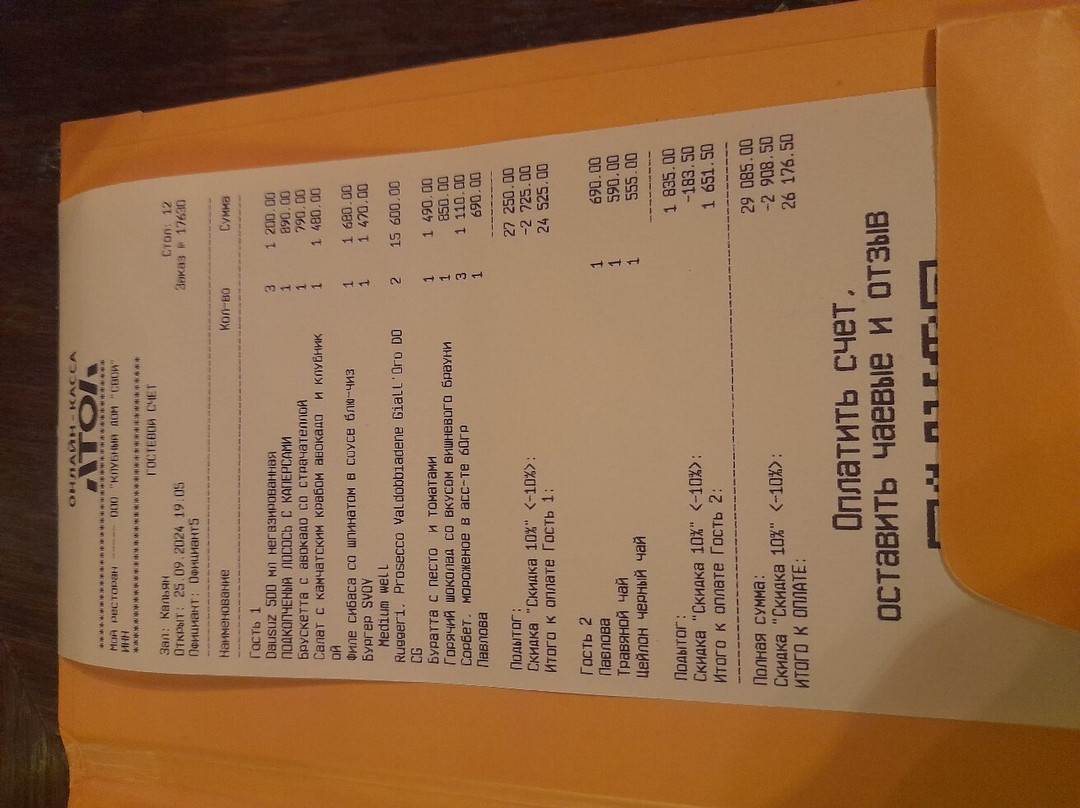 ОНЛАЙН-КАССА
АТОЛ
Мой ресторан ----- ООО "КЛУБНЫЙ ДОМ "СВОИ"
ИНН
ГОСТЕВОЙ СЧЕТ
Зал: Кальян Стол: 12
Открыт: 25.09.2024 19:05 Заказ № 17630
Официант: Официант5
Наименование Кол-во Сумма
Гость 1
Dausuz 500 мл негазированная 3 1 200.00
ПОДКОПЧЕНЫЙ ЛОСОСЬ С КАПЕРСАМИ 1 890.00
Брускетта с авокадо со страчателлой 1 790.00
Салат с камчатским крабом авокадо и клубник 1 1 480.00
ой
Филе сибаса со шпинатом в соусе блю-чиз 1 1 680.00
Бургер SVOY 1 1 470.00
Medium well
Ruggeri. Prosecco Valdobbiadene Giall'Oro DO 2 15 600.00
CG
Буратта с песто и томатами 1 1 490.00
Горячий шоколад со вкусом вишневого брауни 1 850.00
Сорбет. мороженое в асс-те 60гр 3 1 110.00
Павлова 1 690.00
Подытог: 27 250.00
Скидка "Скидка 10%" <-10%>: -2 725.00
Итого к оплате Гость 1: 24 525.00
Гость 2
Павлова 1 690.00
Травяной чай 1 590.00
Цейлон черный чай 1 555.00
Подытог: 1 835.00
Скидка "Скидка 10%" <-10%>: -183.50
Итого к оплате Гость 2: 1 651.50
Полная сумма: 29 085.00
Скидка "Скидка 10%" <-10%>: -2 908.50
ИТОГО К ОПЛАТЕ: 26 176.50
Оплатить счет,
оставить чаевые и отзыв